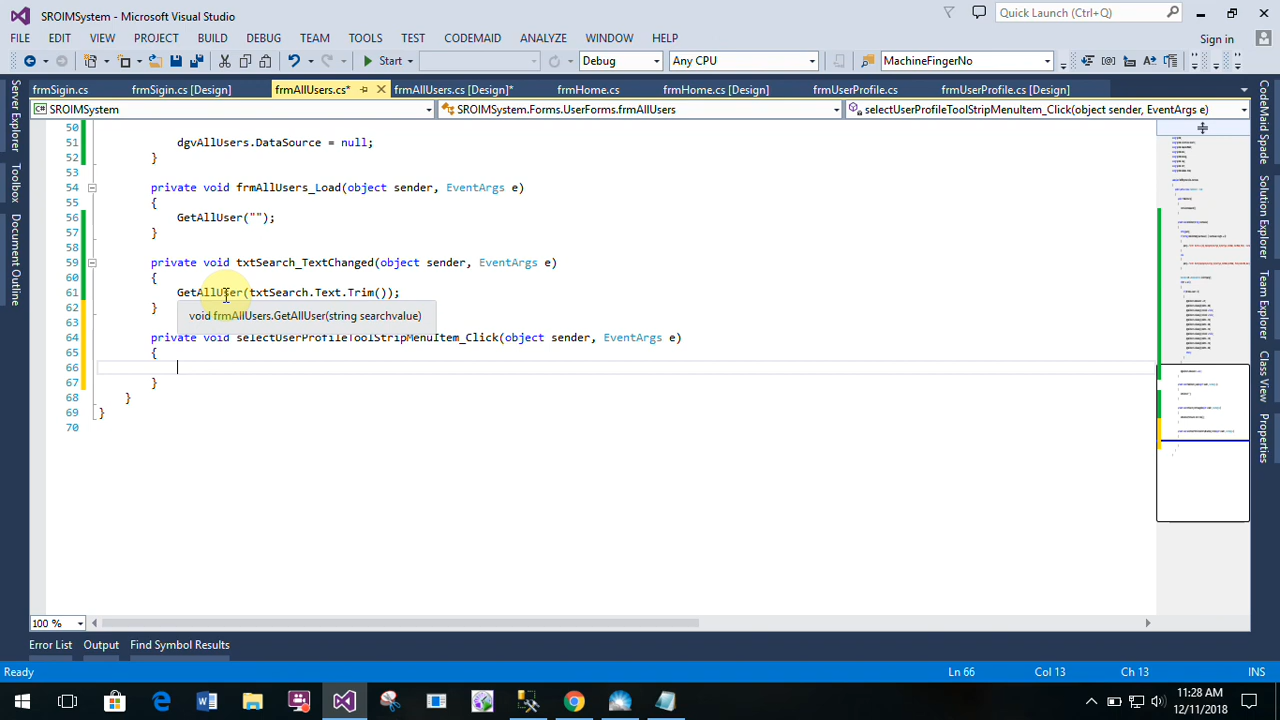 SROIMSystem - Microsoft Visual Studio
Quick Launch (Ctrl+Q)
FILE EDIT VIEW PROJECT BUILD DEBUG TEAM TOOLS TEST CODEMAID ANALYZE WINDOW HELP
Sign in
Start Debug Any CPU MachineFingerNo
frmSigin.cs frmSigin.cs [Design] frmAllUsers.cs* frmAllUsers.cs [Design]* frmHome.cs frmHome.cs [Design] frmUserProfile.cs frmUserProfile.cs [Design]
SROIMSystem SROIMSystem.Forms.UserForms.frmAllUsers selectUserProfileToolStripMenuItem_Click(object sender, EventArgs e)
Server Explorer
Toolbox
Document Outline
50
51 dgvAllUsers.DataSource = null;
52 }
53
54 private void frmAllUsers_Load(object sender, EventArgs e)
55 {
56 GetAllUser("");
57 }
58
59 private void txtSearch_TextChanged(object sender, EventArgs e)
60 {
61 GetAllUser(txtSearch.Text.Trim());
62 }
void frmAllUsers.GetAllUser(string searchvalue)
63
64 private void selectUserProfileToolStripMenuItem_Click(object sender, EventArgs e)
65 {
66
67 }
68 }
69 }
70
CodeMaid Spade
Solution Explorer
Team Explorer
Class View
Properties
100 %
Error List Output Find Symbol Results
Ready Ln 66 Col 13 Ch 13 INS
11:28 AM
12/11/2018